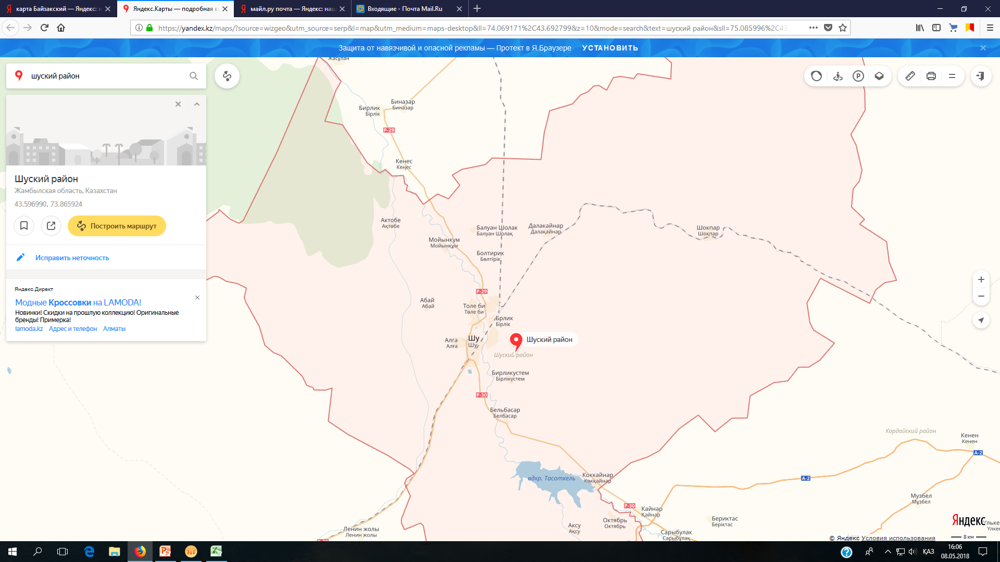 карта Байзакский — Яндекс: н
Яндекс.Карты — подробная к
майл.ру почта — Яндекс: наш
Входящие - Почта Mail.Ru
https://yandex.kz/maps/?source=wizgeo&utm_source=serp&l=map&utm_medium=maps-desktop&ll=74.069171%2C43.692799&z=10&mode=search&text=шуский район&sll=75.085996%2C43.
Защита от навязчивой и опасной рекламы — Протект в Я.Браузере УСТАНОВИТЬ
шуский район
Шуский район
Жамбылская область, Казахстан
43.596990, 73.865924
Построить маршрут
Исправить неточность
Яндекс.Директ
Модные Кроссовки на LAMODA!
Новинки! Скидки на прошлую коллекцию! Оригинальные
бренды! Примерка!
lamoda.kz Адрес и телефон Алматы
Жасулан
Биназар
Биназар
Бирлик
Бірлік
Р-29
Кенес
Кеңес
Актобе
Ақтөбе
Балуан Шолак
Балуан Шолақ
Далакайнар
Далақайнар
Шокпар
Шоқпар
Мойынкум
Мойынқұм
Болтирик
Бөлтірік
Р-29
Абай
Абай
Толе би
Төле би
Брлик
Бірлік
Алга
Алға
Шу
Шу
Шуский район
Шуский район
Бирликустем
Бірлікүстем
Р-30
Бельбасар
Белбасар
Кордайский район
Кенен
Кенен
А-2
вдхр. Тасоткель
Коккайнар
Көкқайнар
А-2
Музбел
Мұзбел
Р-30
Кайнар
Қайнар
Октябрь
Октябрь
Бериктас
Беріктас
Аксу
Ақсу
Сарыбулак
Сарыбұлақ
Ленин жолы
Ленин жолы
Яндекс
© Яндекс Условия использования
8 км
ҚАЗ
16:06
08.05.2018